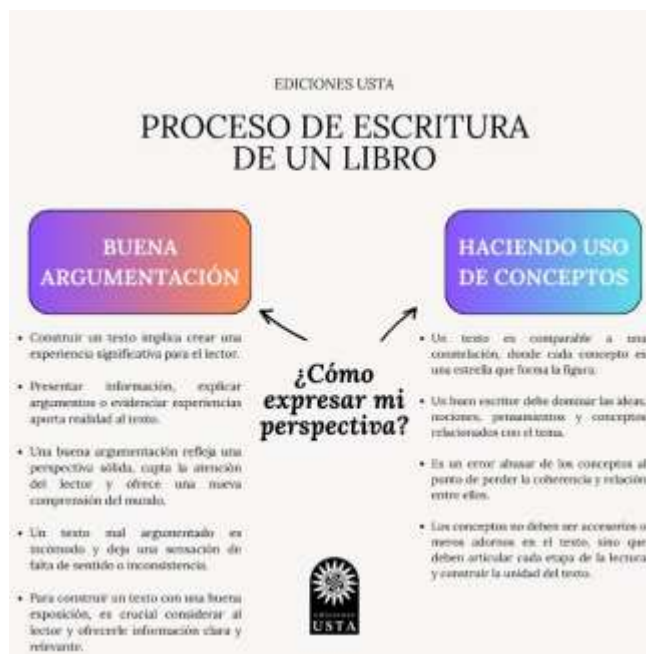 EDICIONES USTA
PROCESO DE ESCRITURA
DE UN LIBRO
BUENA
ARGUMENTACIÓN
• Construir un texto implica crear una
experiencia significativa para el lector.
• Presentar información, explicar
argumentos o evidenciar experiencias
aporta realidad al texto.
• Una buena argumentación refleja una
perspectiva sólida, capta la atención
del lector y ofrece una nueva
comprensión del mundo.
• Un texto mal argumentado es
incómodo y deja una sensación de
falta de sentido o inconsistencia.
• Para construir un texto con una buena
exposición, es crucial considerar al
lector y ofrecerle información clara y
relevante.
¿Cómo
expresar mi
perspectiva?
HACIENDO USO
DE CONCEPTOS
• Un texto es comparable a una
constelación, donde cada concepto es
una estrella que forma la figura.
• Un buen escritor debe dominar las ideas,
nociones, pensamientos y conceptos
relacionados con el tema.
• Es un error abusar de los conceptos al
punto de perder la coherencia y relación
entre ellos.
• Los conceptos no deben ser accesorios o
meros adornos en el texto, sino que
deben articular cada etapa de la lectura
y construir la unidad del texto.
EDICIONES
USTA